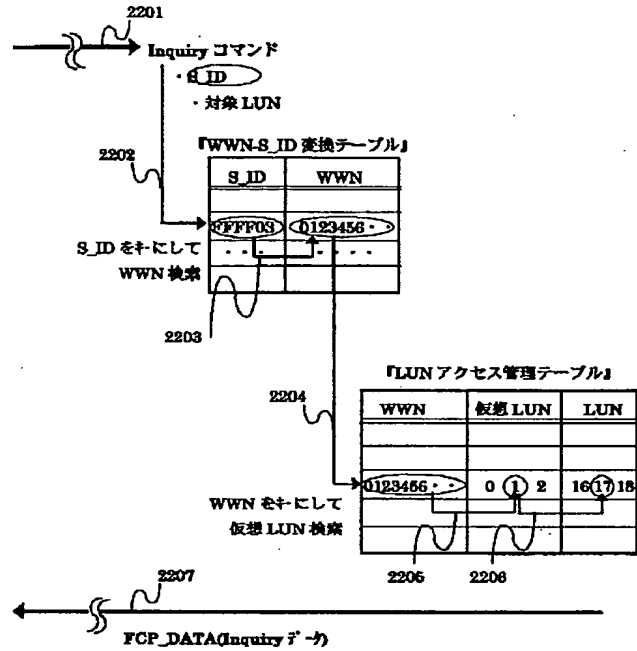 2201
Inquiry コマンド
・S_ID
・対象 LUN
『WWN-S_ID 変換テーブル』
2202
S_ID WWN
FFFF03 0123456・・
S_ID をキーにして
WWN 検索
・・・ ・・・・
2203
『LUN アクセス管理テーブル』
2204
WWN 仮想 LUN LUN
0123456・・ 0 1 2 16 17 18
WWN をキーにして
仮想 LUN 検索
2205 2206
2207
FCP_DATA(Inquiry データ)